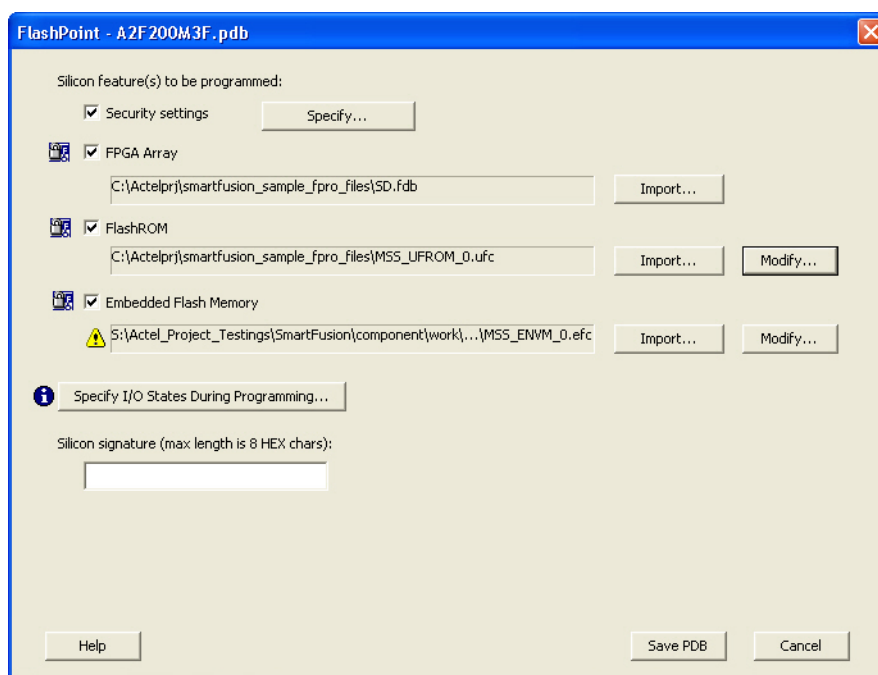 FlashPoint - A2F200M3F.pdb
Silicon feature(s) to be programmed:
Security settings Specify...
FPGA Array
C:\Actelprj\smartfusion_sample_fpro_files\SD.fdb Import...
FlashROM
C:\Actelprj\smartfusion_sample_fpro_files\MSS_UFROM_0.ufc Import... Modify...
Embedded Flash Memory
S:\Actel_Project_Testings\SmartFusion\component\work\...\MSS_ENVM_0.efc Import... Modify...
Specify I/O States During Programming...
Silicon signature (max length is 8 HEX chars):
Help Save PDB Cancel